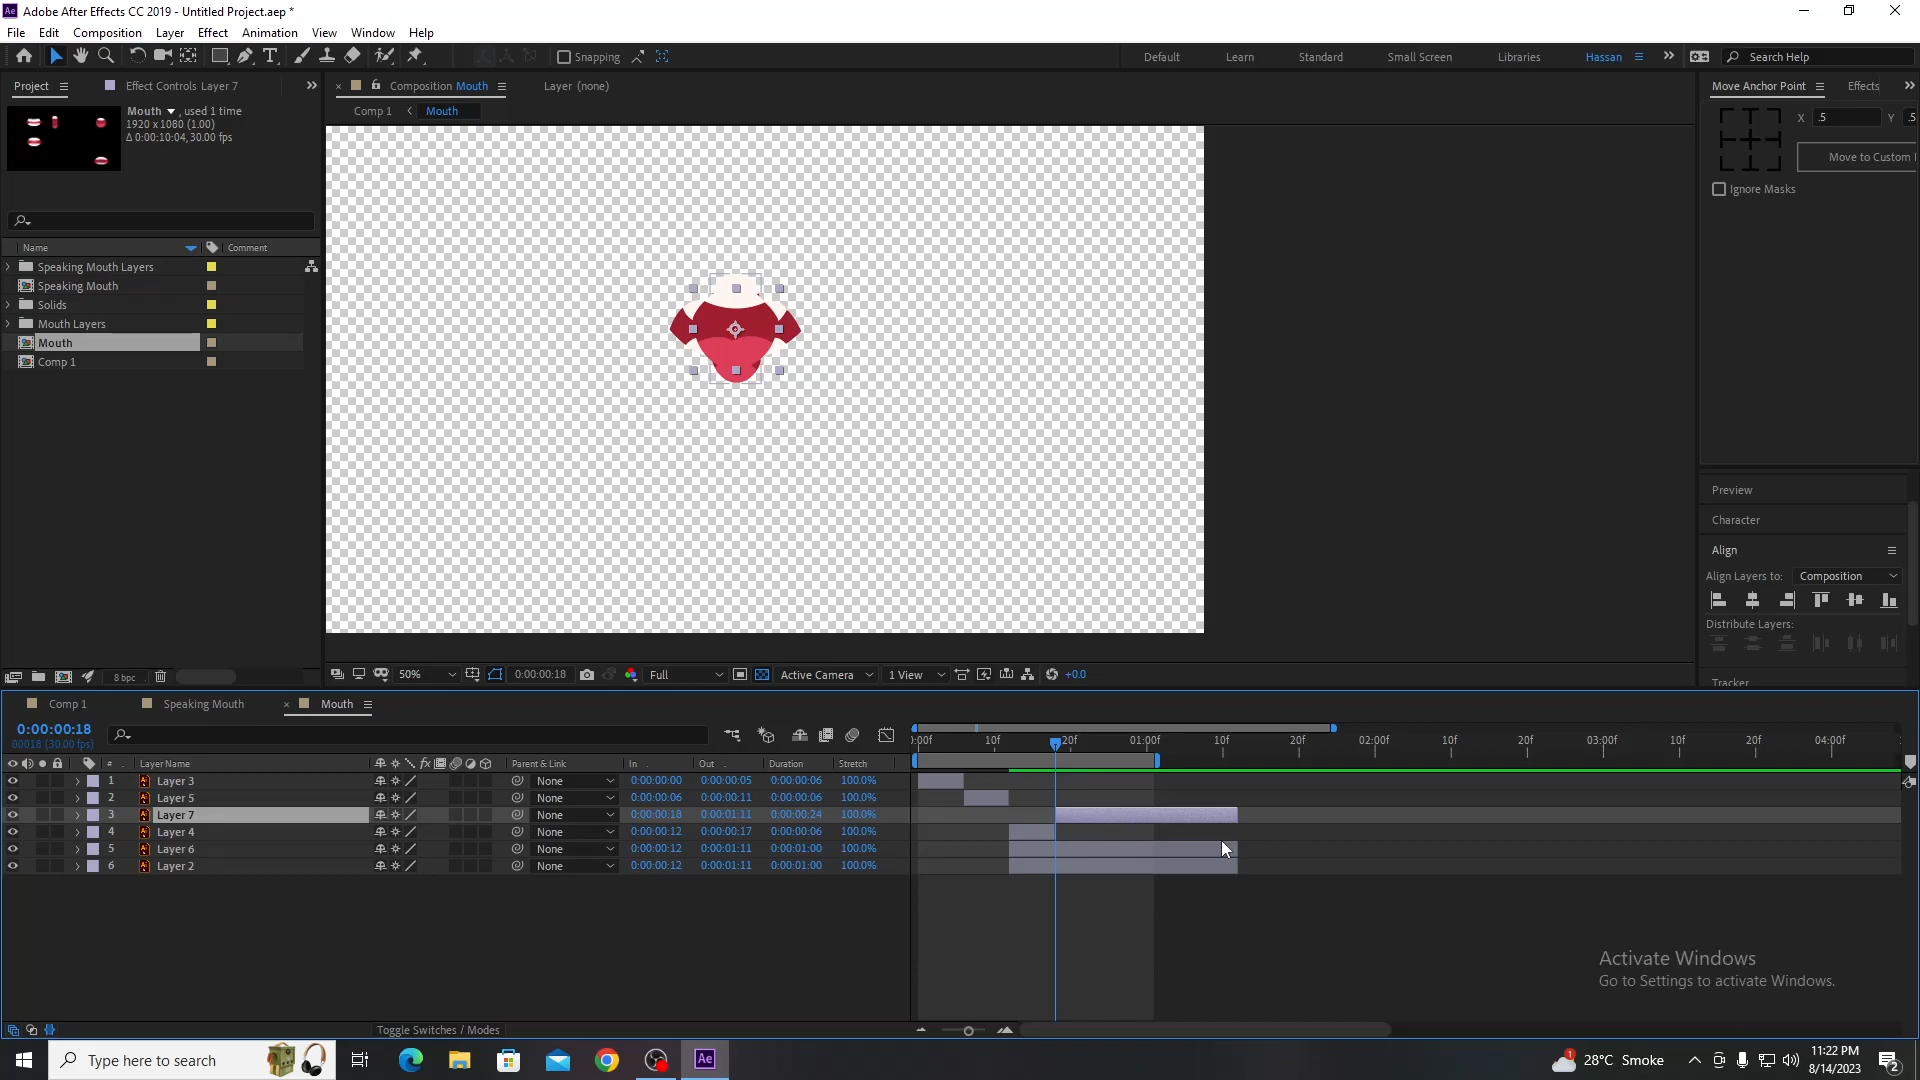 Adobe After Effects CC 2019 - Untitled Project.aep *
File Edit Composition Layer Effect Animation View Window Help
Snapping Default Learn Standard Small Screen Libraries Hassan Search Help
Project Effect Controls Layer 7
Composition Mouth Layer (none)
Move Anchor Point Effects
Mouth , used 1 time
1920 x 1080 (1.00)
Δ 0:00:10:04, 30.00 fps
Comp 1 Mouth
X .5 Y .5
Move to Custom
Ignore Masks
Name Comment
Speaking Mouth Layers
Speaking Mouth
Solids
Mouth Layers
Mouth
Comp 1
Preview
Character
Align
Align Layers to: Composition
Distribute Layers:
Tracker
8 bpc
50% 0:00:00:18 Full Active Camera 1 View +0.0
Comp 1 Speaking Mouth Mouth
0:00:00:18
00018 (30.00 fps)
):00f 10f 20f 01:00f 10f 20f 02:00f 10f 20f 03:00f 10f 20f 04:00f
# Layer Name Parent & Link In Out Duration Stretch
1 Layer 3 None 0:00:00:00 0:00:00:05 0:00:00:06 100.0%
2 Layer 5 None 0:00:00:06 0:00:00:11 0:00:00:06 100.0%
3 Layer 7 None 0:00:00:18 0:00:01:11 0:00:00:24 100.0%
4 Layer 4 None 0:00:00:12 0:00:00:17 0:00:00:06 100.0%
5 Layer 6 None 0:00:00:12 0:00:01:11 0:00:01:00 100.0%
6 Layer 2 None 0:00:00:12 0:00:01:11 0:00:01:00 100.0%
Activate Windows
Go to Settings to activate Windows.
Toggle Switches / Modes
Type here to search
28°C Smoke
11:22 PM
8/14/2023